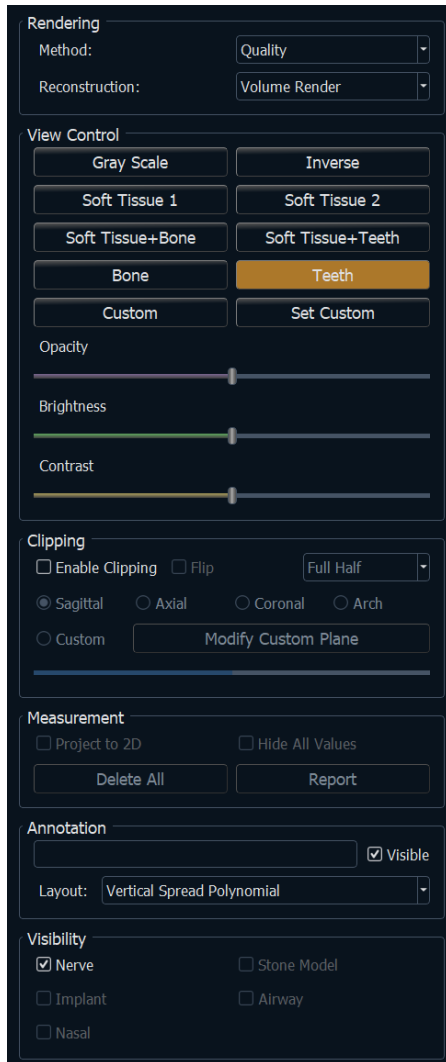 Rendering
Method: Quality
Reconstruction: Volume Render
View Control
Gray Scale Inverse
Soft Tissue 1 Soft Tissue 2
Soft Tissue+Bone Soft Tissue+Teeth
Bone Teeth
Custom Set Custom
Opacity
Brightness
Contrast
Clipping
Enable Clipping Flip Full Half
Sagittal Axial Coronal Arch
Custom Modify Custom Plane
Measurement
Project to 2D Hide All Values
Delete All Report
Annotation
Visible
Layout: Vertical Spread Polynomial
Visibility
Nerve Stone Model
Implant Airway
Nasal